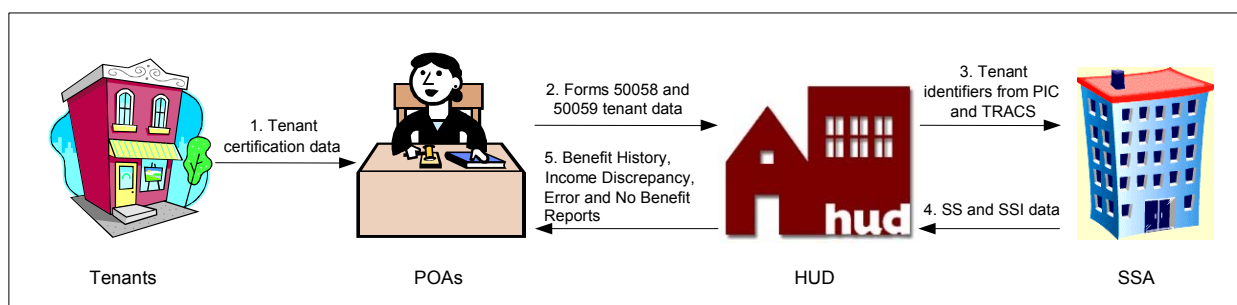 1. Tenant
certification data
2. Forms 50058 and
50059 tenant data
3. Tenant
identifiers from PIC
and TRACS
5. Benefit History,
Income Discrepancy,
Error and No Benefit
Reports
hud
4. SS and SSI data
Tenants
POAs
HUD
SSA